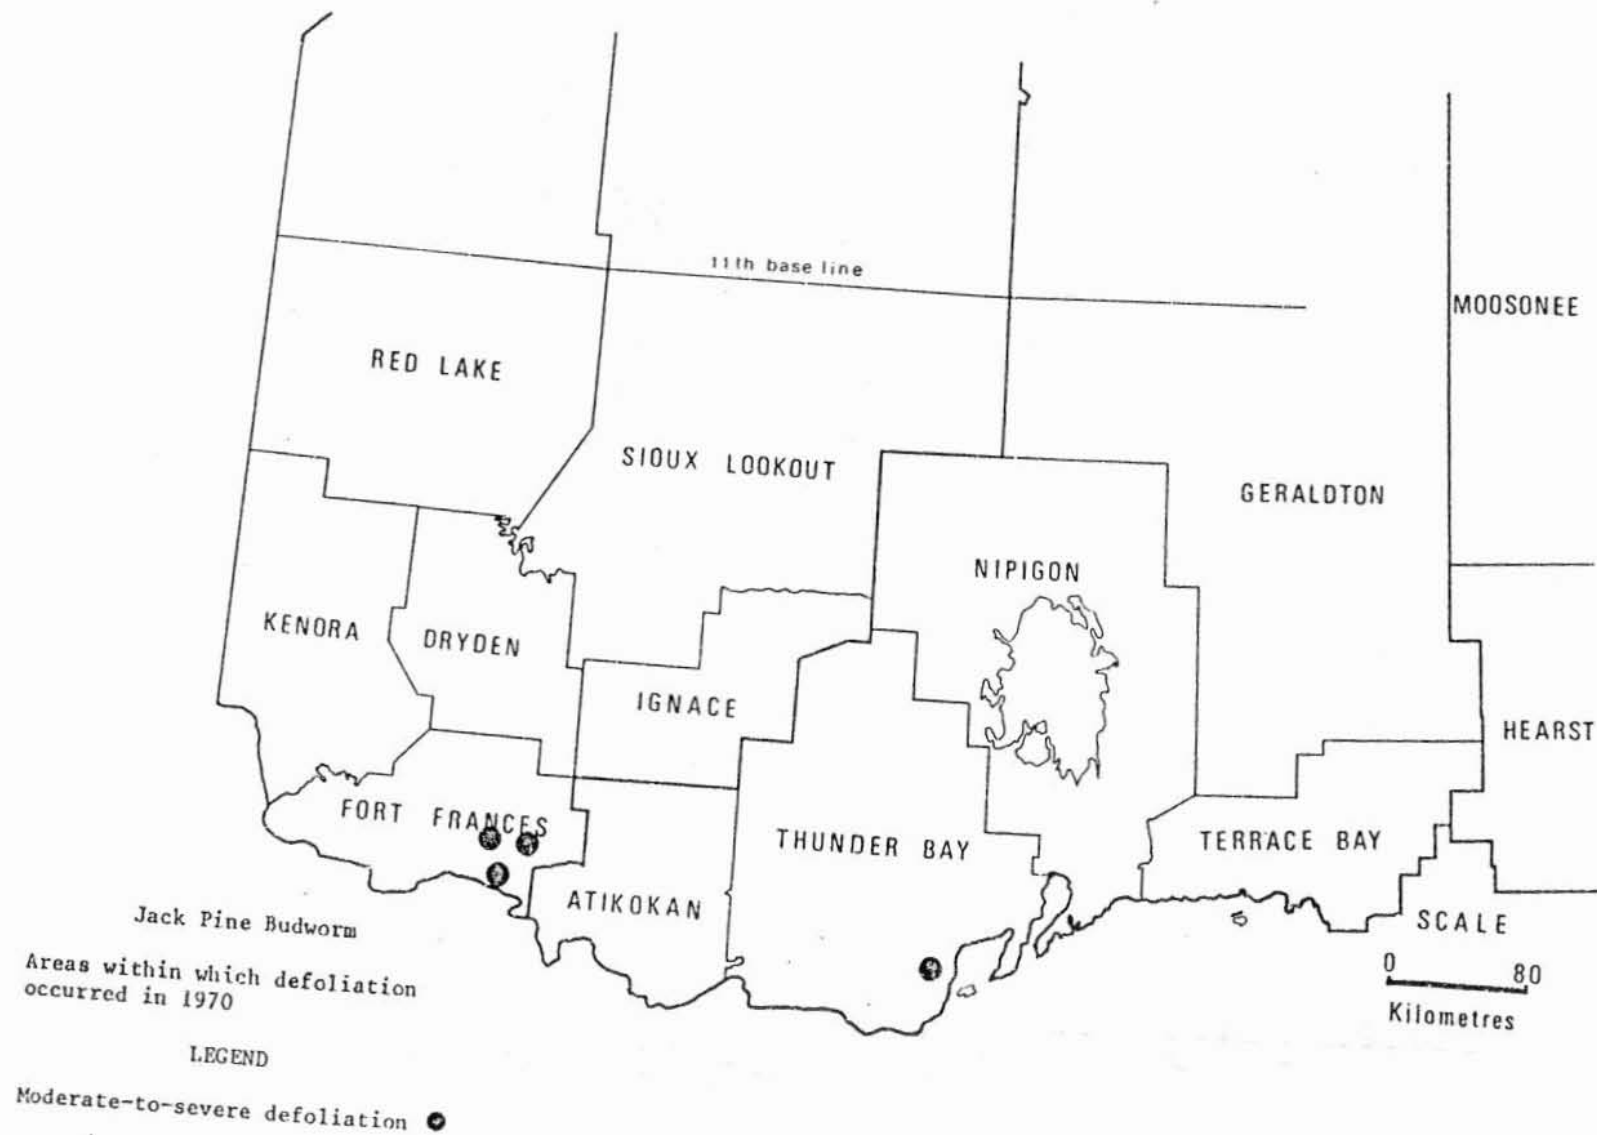 11th base line
MOOSONEE
RED LAKE
SIOUX LOOKOUT
GERALDTON
NIPIGON
KENORA
DRYDEN
IGNACE
HEARST
FORT FRANCES
THUNDER BAY
TERRACE BAY
ATIKOKAN
SCALE
0 80
Kilometres
Jack Pine Budworm
Areas within which defoliation
occurred in 1970
LEGEND
Moderate-to-severe defoliation